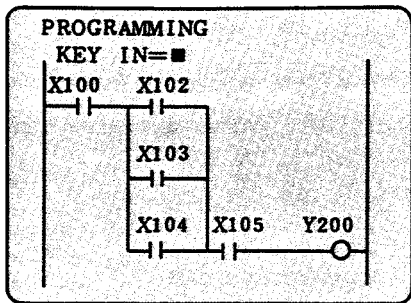 PROGRAMMING
KEY IN=■
X100 X102
X103
X104 X105 Y200